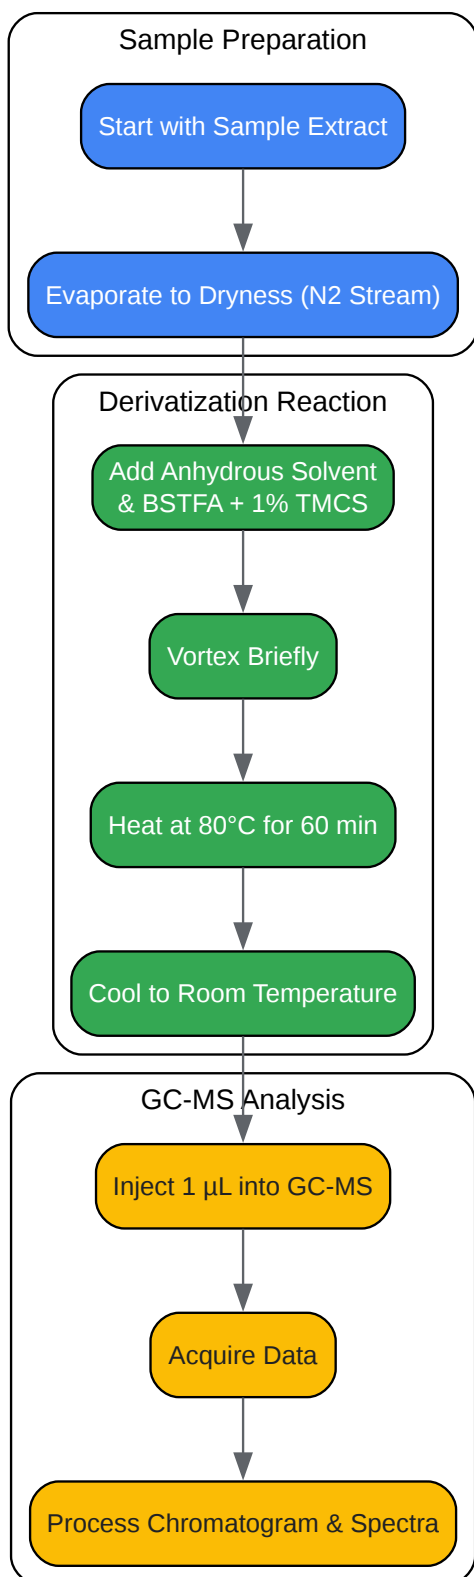 Sample Preparation
Start with Sample Extract
Evaporate to Dryness (N2 Stream)
Derivatization Reaction
Add Anhydrous Solvent
& BSTFA + 1% TMCS
Vortex Briefly
Heat at 80°C for 60 min
Cool to Room Temperature
GC-MS Analysis
Inject 1 µL into GC-MS
Acquire Data
Process Chromatogram & Spectra